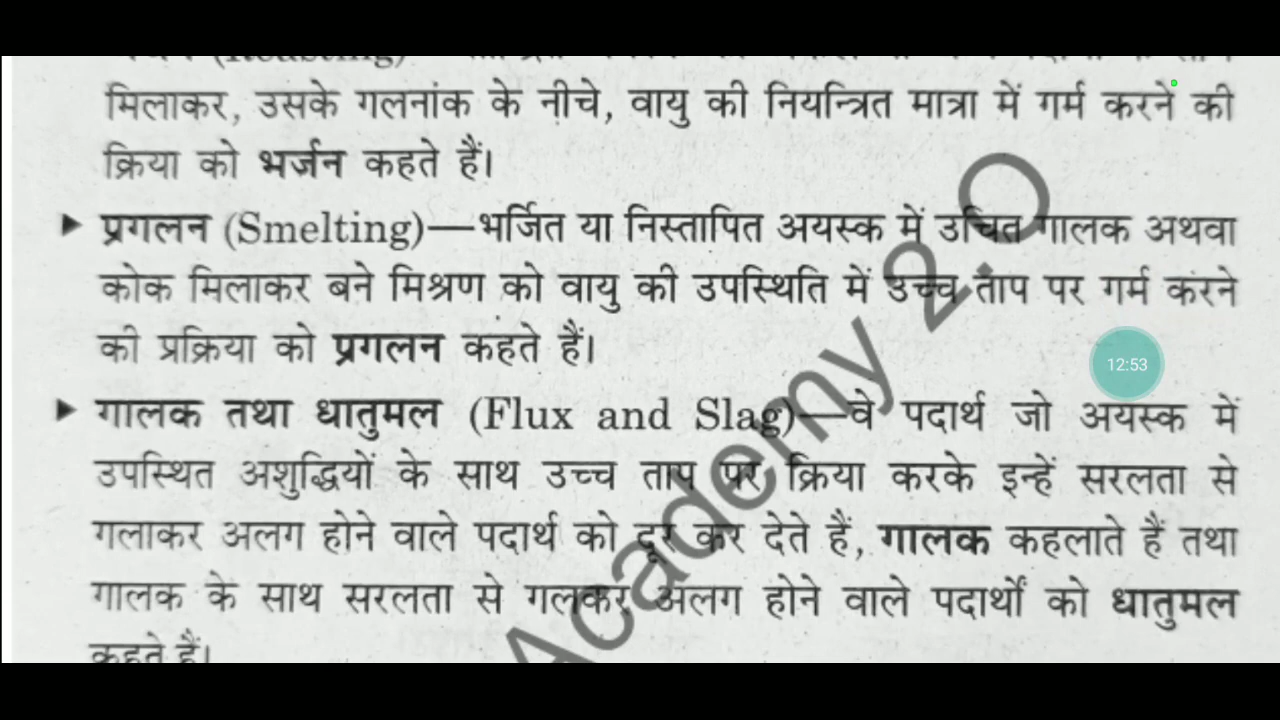 (Roasting)
मिलाकर, उसके गलनांक के नीचे, वायु की नियन्त्रित मात्रा में गर्म करने की
क्रिया को भर्जन कहते हैं।
▶ प्रगलन (Smelting)—भर्जित या निस्तापित अयस्क में उचित गालक अथवा
कोक मिलाकर बने मिश्रण को वायु की उपस्थिति में उच्च ताप पर गर्म करने
की प्रक्रिया को प्रगलन कहते हैं।
12:53
▶ गालक तथा धातुमल (Flux and Slag)—वे पदार्थ जो अयस्क में
उपस्थित अशुद्धियों के साथ उच्च ताप पर क्रिया करके इन्हें सरलता से
गलाकर अलग होने वाले पदार्थ को दूर कर देते हैं, गालक कहलाते हैं तथा
गालक के साथ सरलता से गलकर अलग होने वाले पदार्थों को धातुमल
कहते हैं।
Academy 2.O